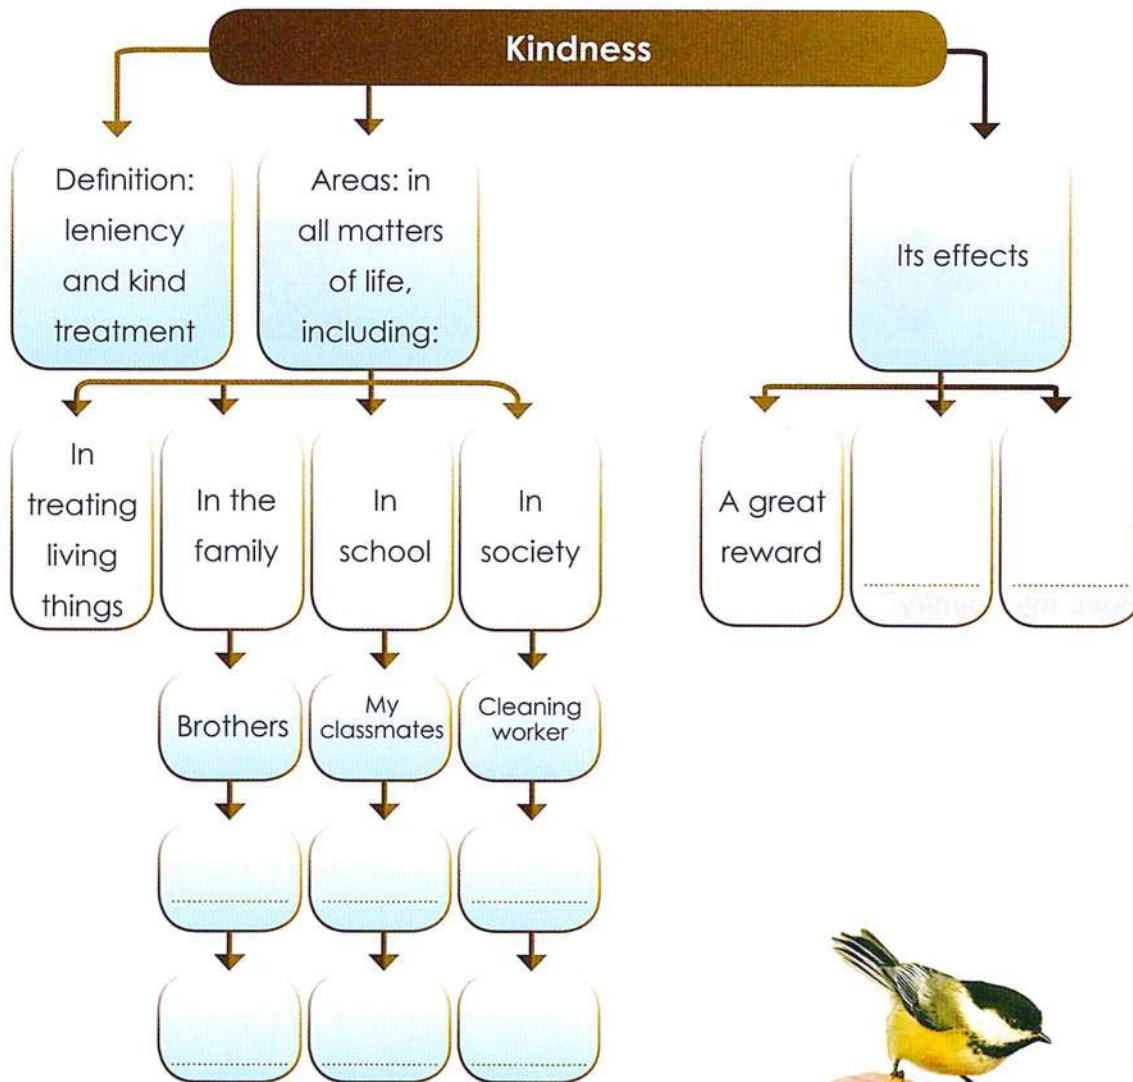 Kindness
Definition:
leniency
and kind
treatment
Areas: in
all matters
of life,
including:
Its effects
In
treating
living
things
In the
family
In
school
In
society
A great
reward
Brothers
My
classmates
Cleaning
worker